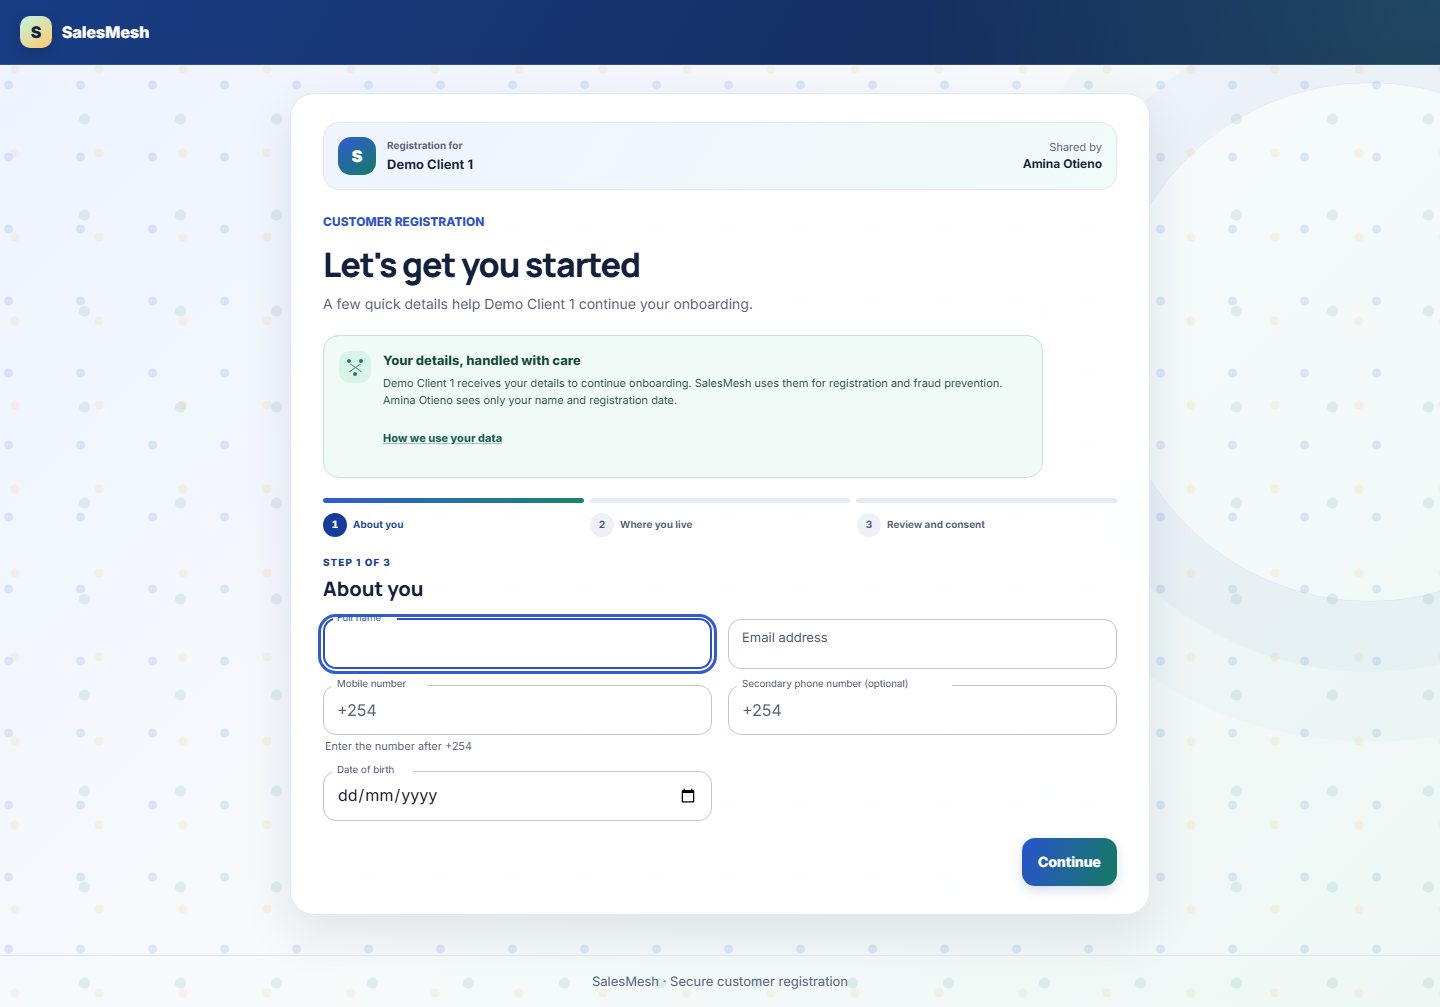 S SalesMesh
S
Registration for
Demo Client 1
Shared by
Amina Otieno
CUSTOMER REGISTRATION
Let's get you started
A few quick details help Demo Client 1 continue your onboarding.
Your details, handled with care
Demo Client 1 receives your details to continue onboarding. SalesMesh uses them for registration and fraud prevention.
Amina Otieno sees only your name and registration date.
How we use your data
1 About you
2 Where you live
3 Review and consent
STEP 1 OF 3
About you
Full name
Email address
Mobile number
+254
Secondary phone number (optional)
+254
Enter the number after +254
Date of birth
dd/mm/yyyy
Continue
SalesMesh · Secure customer registration